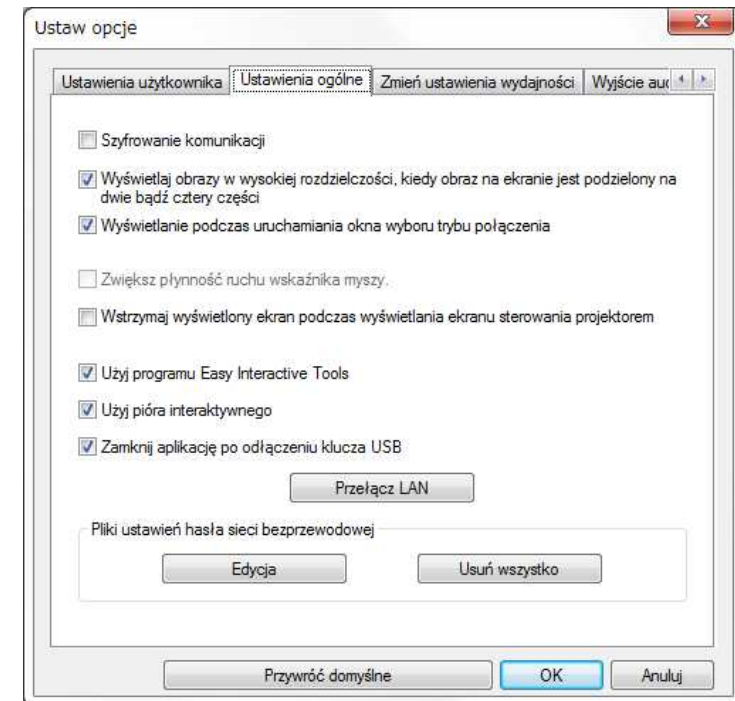 Ustaw opcje
Ustawienia użytkownika
Ustawienia ogólne
Zmień ustawienia wydajności
Wyjście au
Szyfrowanie komunikacji
Wyświetlaj obrazy w wysokiej rozdzielczości, kiedy obraz na ekranie jest podzielony na
dwie bądź cztery części
Wyświetlanie podczas uruchamiania okna wyboru trybu połączenia
Zwiększ płynność ruchu wskaźnika myszy.
Wstrzymaj wyświetlony ekran podczas wyświetlania ekranu sterowania projektorem
Użyj programu Easy Interactive Tools
Użyj pióra interaktywnego
Zamknij aplikację po odłączeniu klucza USB
Przełącz LAN
Pliki ustawień hasła sieci bezprzewodowej
Edycja
Usuń wszystko
Przywróć domyślne
OK
Anuluj